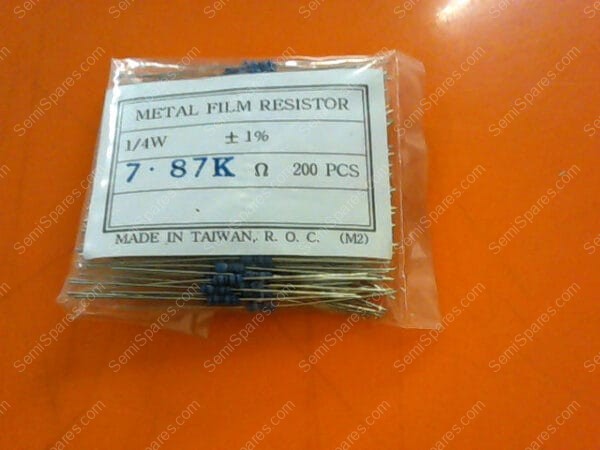 METAL FILM RESISTOR
1/4W ± 1%
7.87K Ω 200 PCS
MADE IN TAIWAN, R. O. C. (M2)
SemiSpares.com